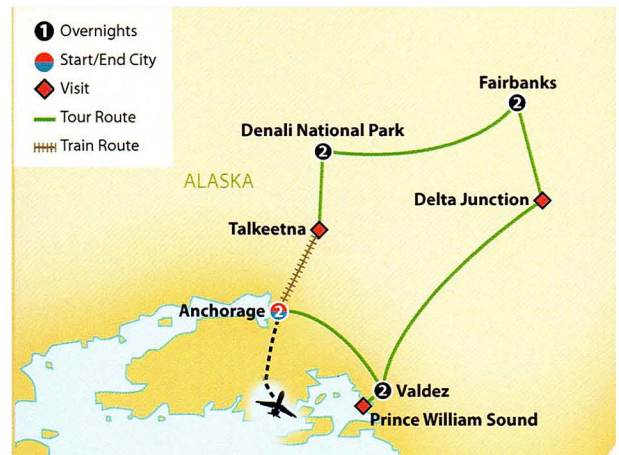 1 Overnights
Start/End City
Visit
Tour Route
Train Route
Fairbanks
2
Denali National Park
2
ALASKA
Delta Junction
Talkeetna
Anchorage 2
2 Valdez
Prince William Sound